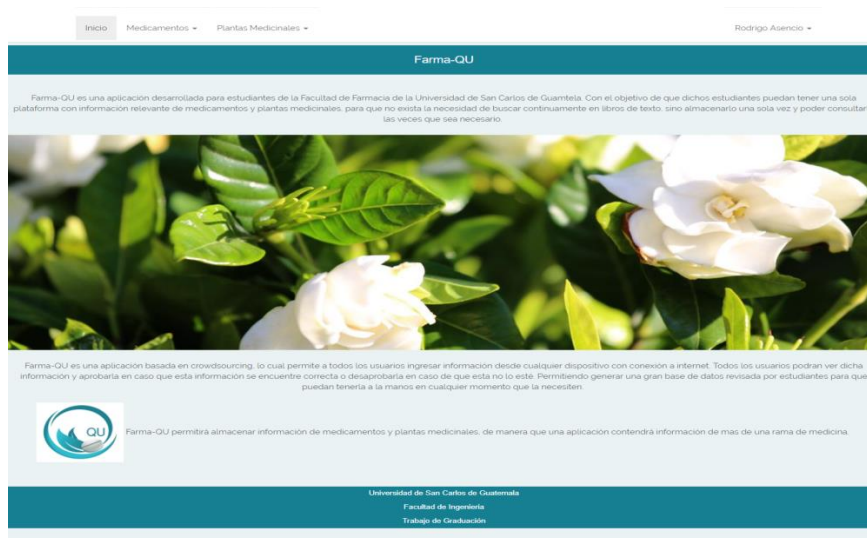 Inicio
Medicamentos
Plantas Medicinales
Rodrigo Asencio
Farma-QU
Farma-QU es una aplicación desarrollada para estudiantes de la Facultad de Farmacia de la Universidad de San Carlos de Guamtela. Con el objetivo de que dichos estudiantes puedan tener una sola
plataforma con información relevante de medicamentos y plantas medicinales, para que no exista la necesidad de buscar continuamente en libros de texto, sino almacenarlo una sola vez y poder consultar
las veces que sea necesario.
Farma-QU es una aplicación basada en crowdsourcing, lo cual permite a todos los usuarios ingresar información desde cualquier dispositivo con conexión a internet. Todos los usuarios podran ver dicha
información y aprobarla en caso que esta información se encuentre correcta o desaprobarla en caso de que esta no lo esté. Permitiendo generar una gran base de datos revisada por estudiantes para que
puedan tenerla a la manos en cualquier momento que la necesiten.
QU
Farma-QU permitirá almacenar información de medicamentos y plantas medicinales, de manera que una aplicación contendrá información de mas de una rama de medicina.
Universidad de San Carlos de Guatemala
Facultad de Ingeniería
Trabajo de Graduación